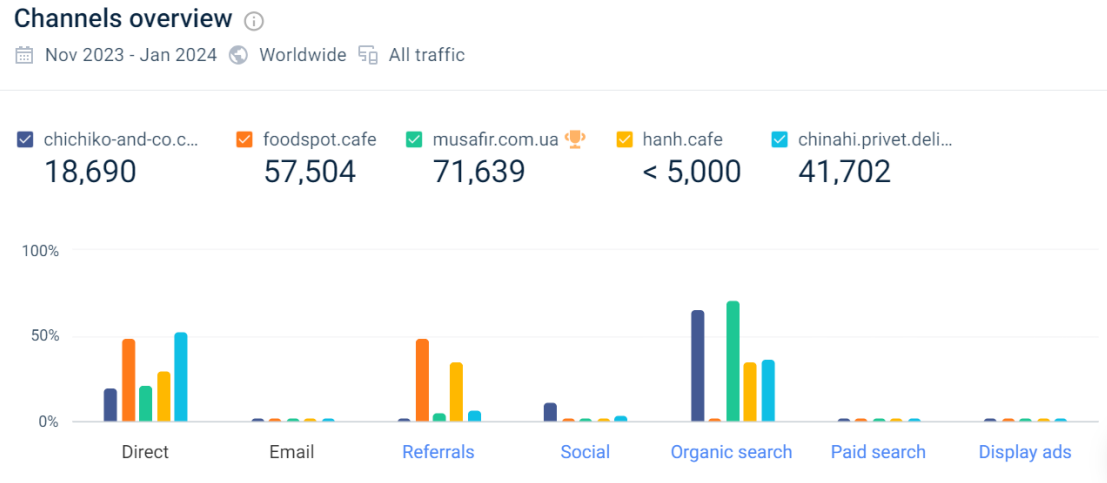 Channels overview
Nov 2023 - Jan 2024 Worldwide All traffic
chichiko-and-co.c... foodspot.cafe musafir.com.ua hanh.cafe chinahi.privet.deli...
18,690 57,504 71,639 < 5,000 41,702
100%
50%
0%
Direct Email Referrals Social Organic search Paid search Display ads